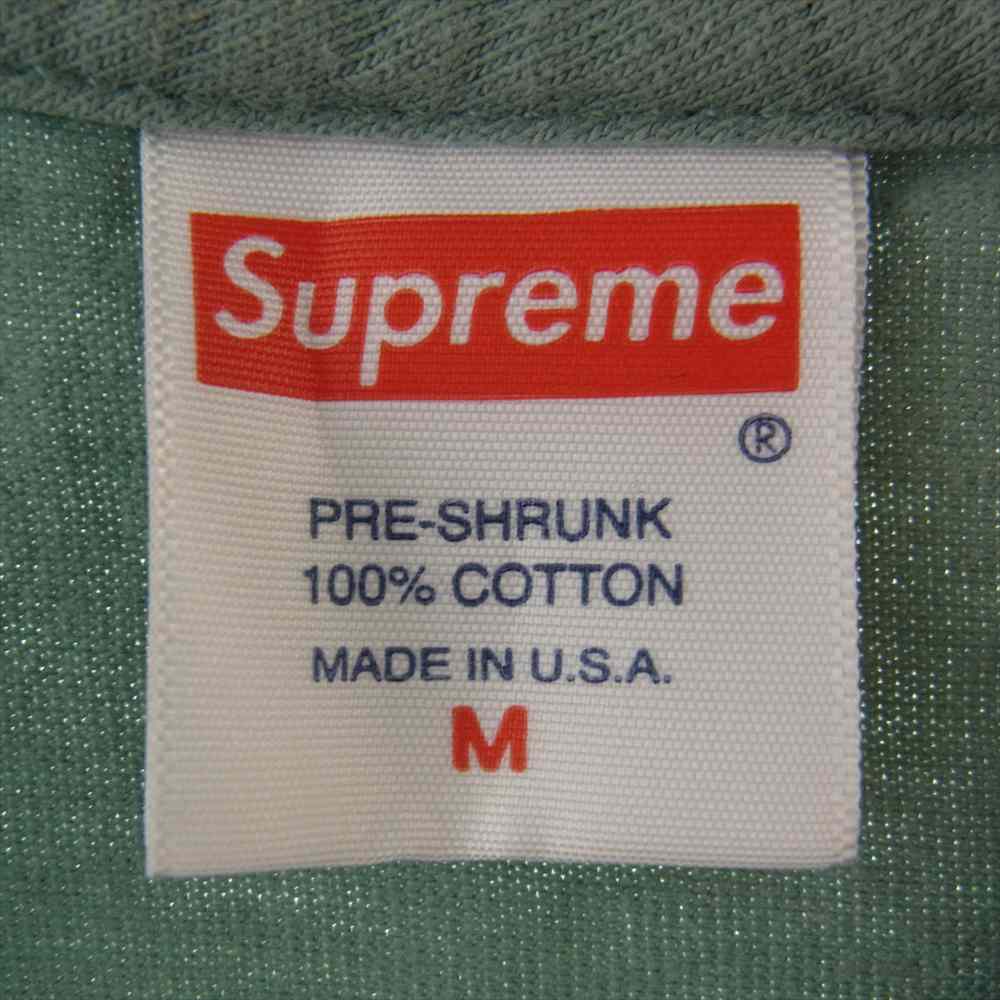 Supreme
®
PRE-SHRUNK
100% COTTON
MADE IN U.S.A.
M